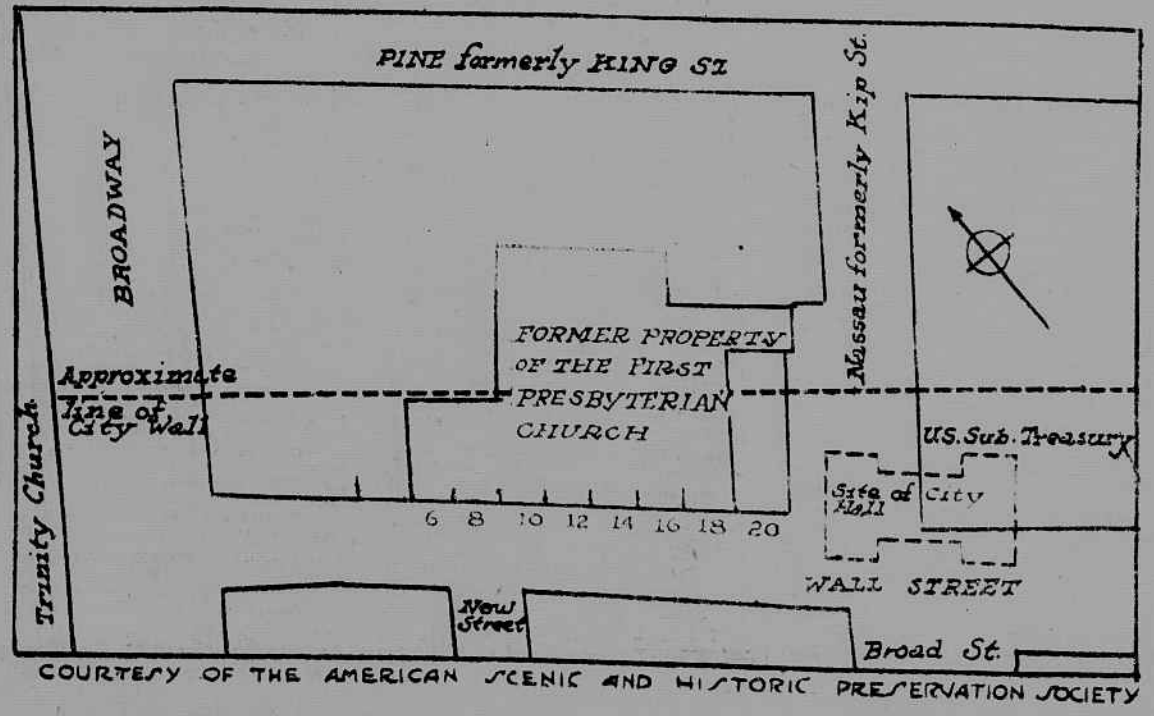 PINE formerly KING ST
BROADWAY
Nassau formerly Kip St.
FORMER PROPERTY
OF THE FIRST
PRESBYTERIAN
CHURCH
Approximate
line of
City Wall
Trinity Church
U.S. Sub. Treasury
Site of City
Hall
6 8 10 12 14 16 18 20
WALL STREET
New
Street
Broad St.
COURTESY OF THE AMERICAN SCENIC AND HISTORIC PRESERVATION SOCIETY